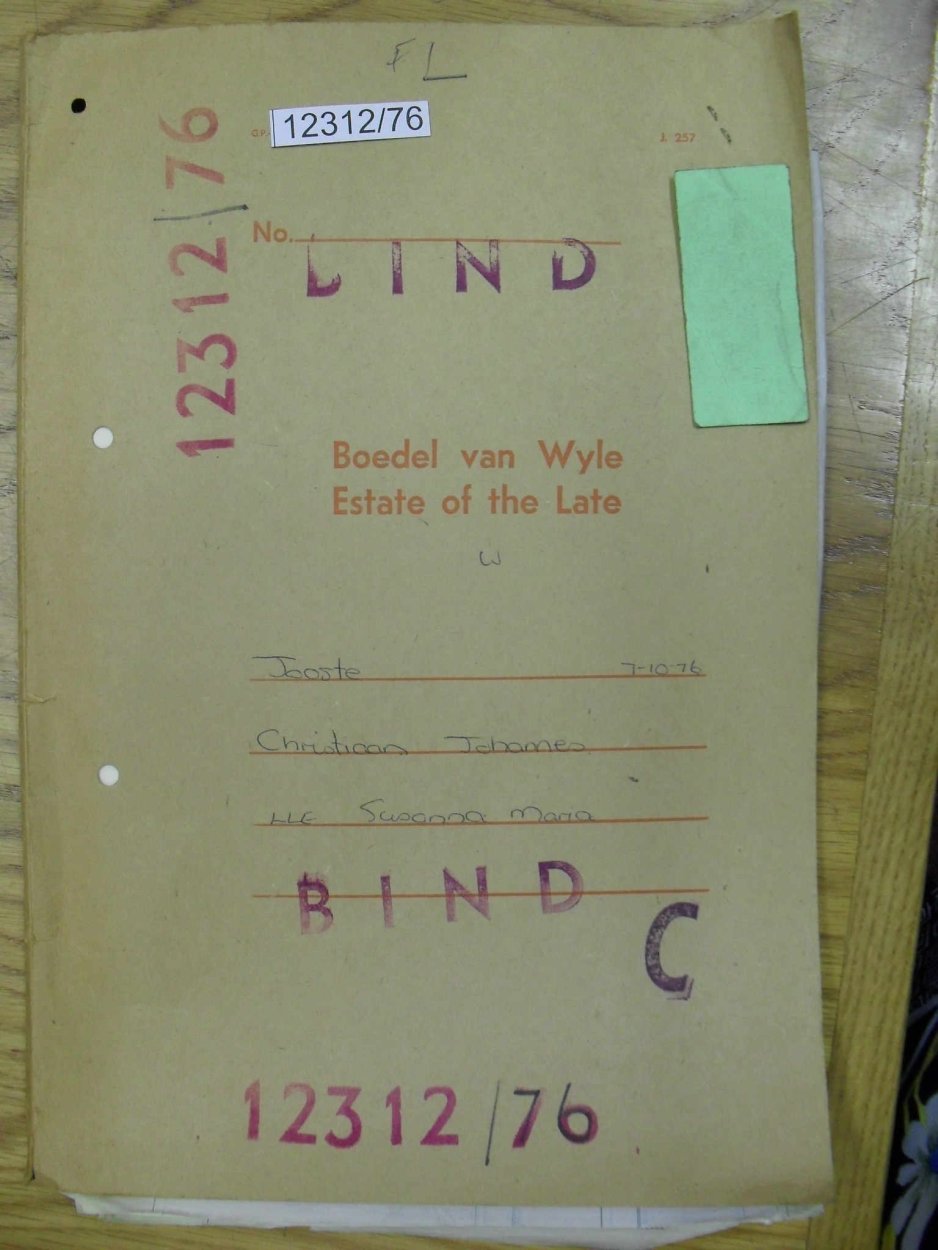 FL
12312/76
G.P. 12312/76 J. 257
No.
BIND
Boedel van Wyle
Estate of the Late
W
Jooste 7-10-76
Christiaan Johannes
Susanna Maria
BIND
C
12312/76